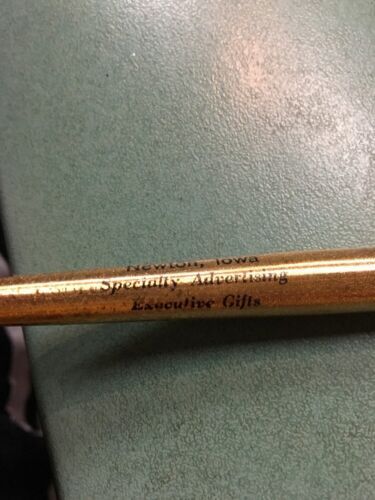 Newton, Iowa
Specialty Advertising
Executive Gifts